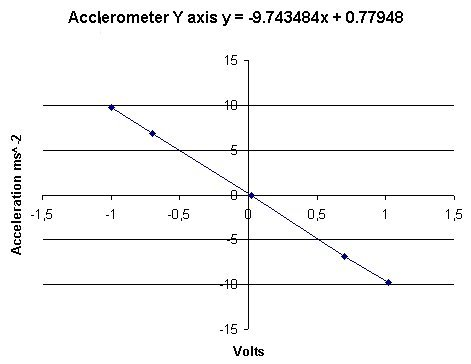 Acclerometer Y axis y = -9.743484x + 0.77948
15
10
5
0
-1,5 -1 -0,5 0 0,5 1 1,5
-5
-10
-15
Acceleration ms^-2
Volts